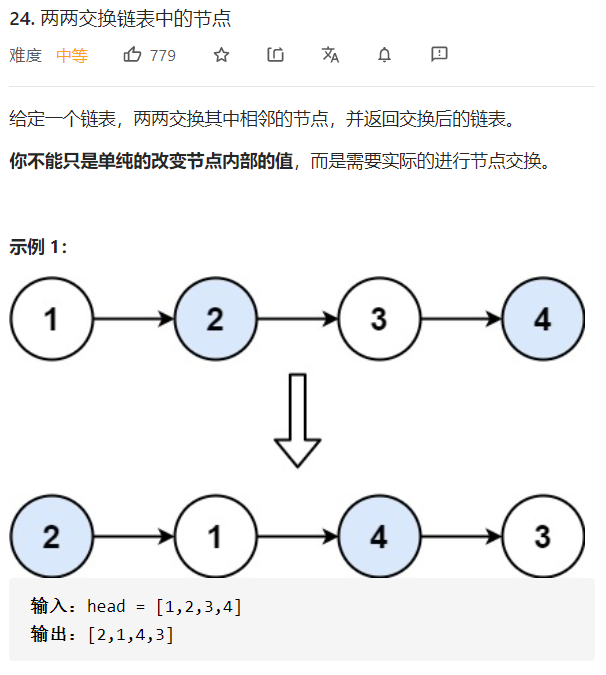 24. 两两交换链表中的节点
难度 中等 779
给定一个链表，两两交换其中相邻的节点，并返回交换后的链表。
你不能只是单纯的改变节点内部的值，而是需要实际的进行节点交换。
示例 1：
1 2 3 4
2 1 4 3
输入：head = [1,2,3,4]
输出：[2,1,4,3]